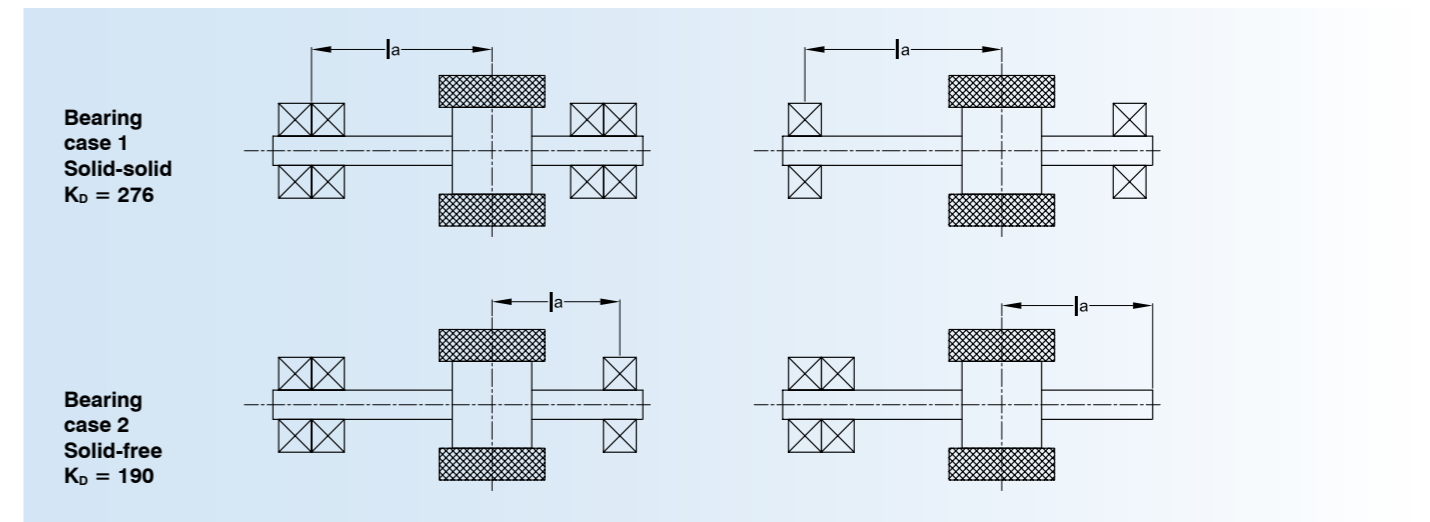 la
la
Bearing
case 1
Solid-solid
KD = 276
la
la
Bearing
case 2
Solid-free
KD = 190